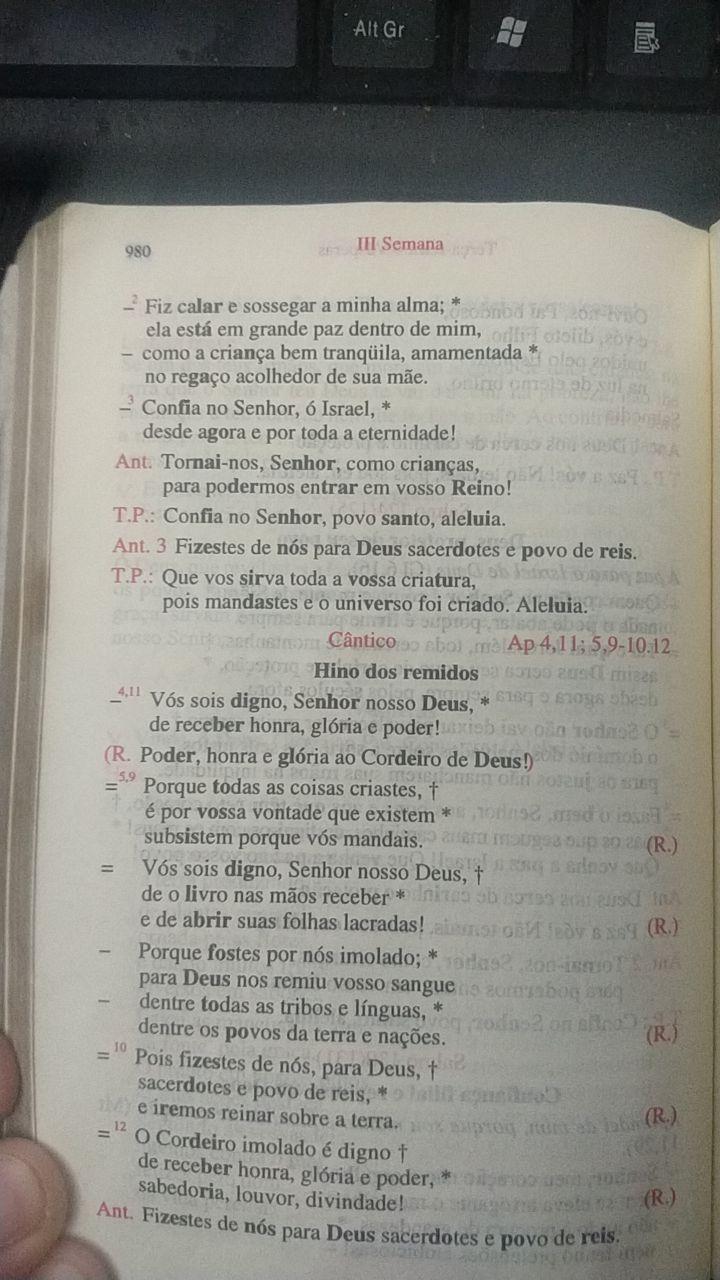 Alt Gr
980
III Semana
–2 Fiz calar e sossegar a minha alma; *
ela está em grande paz dentro de mim,
– como a criança bem tranqüila, amamentada *
no regaço acolhedor de sua mãe.
–3 Confia no Senhor, ó Israel, *
desde agora e por toda a eternidade!
Ant. Tornai-nos, Senhor, como crianças,
para podermos entrar em vosso Reino!
T.P.: Confia no Senhor, povo santo, aleluia.
Ant. 3 Fizestes de nós para Deus sacerdotes e povo de reis.
T.P.: Que vos sirva toda a vossa criatura,
pois mandastes e o universo foi criado. Aleluia.
Cântico Ap 4,11; 5,9-10.12
Hino dos remidos
–4,11 Vós sois digno, Senhor nosso Deus, *
de receber honra, glória e poder!
(R. Poder, honra e glória ao Cordeiro de Deus!)
=5,9 Porque todas as coisas criastes, †
é por vossa vontade que existem *
subsistem porque vós mandais. (R.)
= Vós sois digno, Senhor nosso Deus, †
de o livro nas mãos receber *
e de abrir suas folhas lacradas! (R.)
– Porque fostes por nós imolado; *
para Deus nos remiu vosso sangue
– dentre todas as tribos e línguas, *
dentre os povos da terra e nações. (R.)
=10 Pois fizestes de nós, para Deus, †
sacerdotes e povo de reis, *
e iremos reinar sobre a terra. (R.)
=12 O Cordeiro imolado é digno †
de receber honra, glória e poder, *
sabedoria, louvor, divindade! (R.)
Ant. Fizestes de nós para Deus sacerdotes e povo de reis.